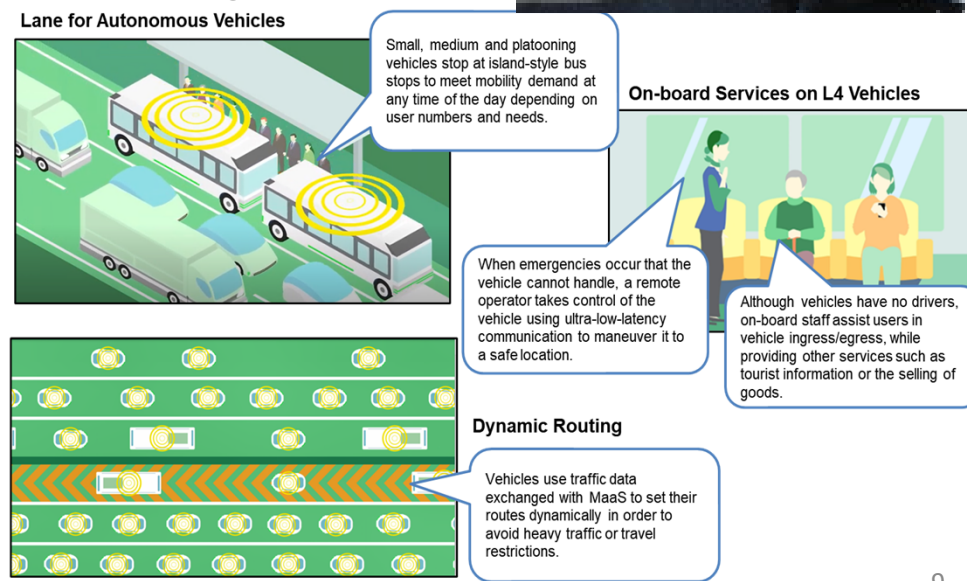 Lane for Autonomous Vehicles
Small, medium and platooning
vehicles stop at island-style bus
stops to meet mobility demand at
any time of the day depending on
user numbers and needs.
On-board Services on L4 Vehicles
When emergencies occur that the
vehicle cannot handle, a remote
operator takes control of the
vehicle using ultra-low-latency
communication to maneuver it to
a safe location.
Although vehicles have no drivers,
on-board staff assist users in
vehicle ingress/egress, while
providing other services such as
tourist information or the selling of
goods.
Dynamic Routing
Vehicles use traffic data
exchanged with MaaS to set their
routes dynamically in order to
avoid heavy traffic or travel
restrictions.